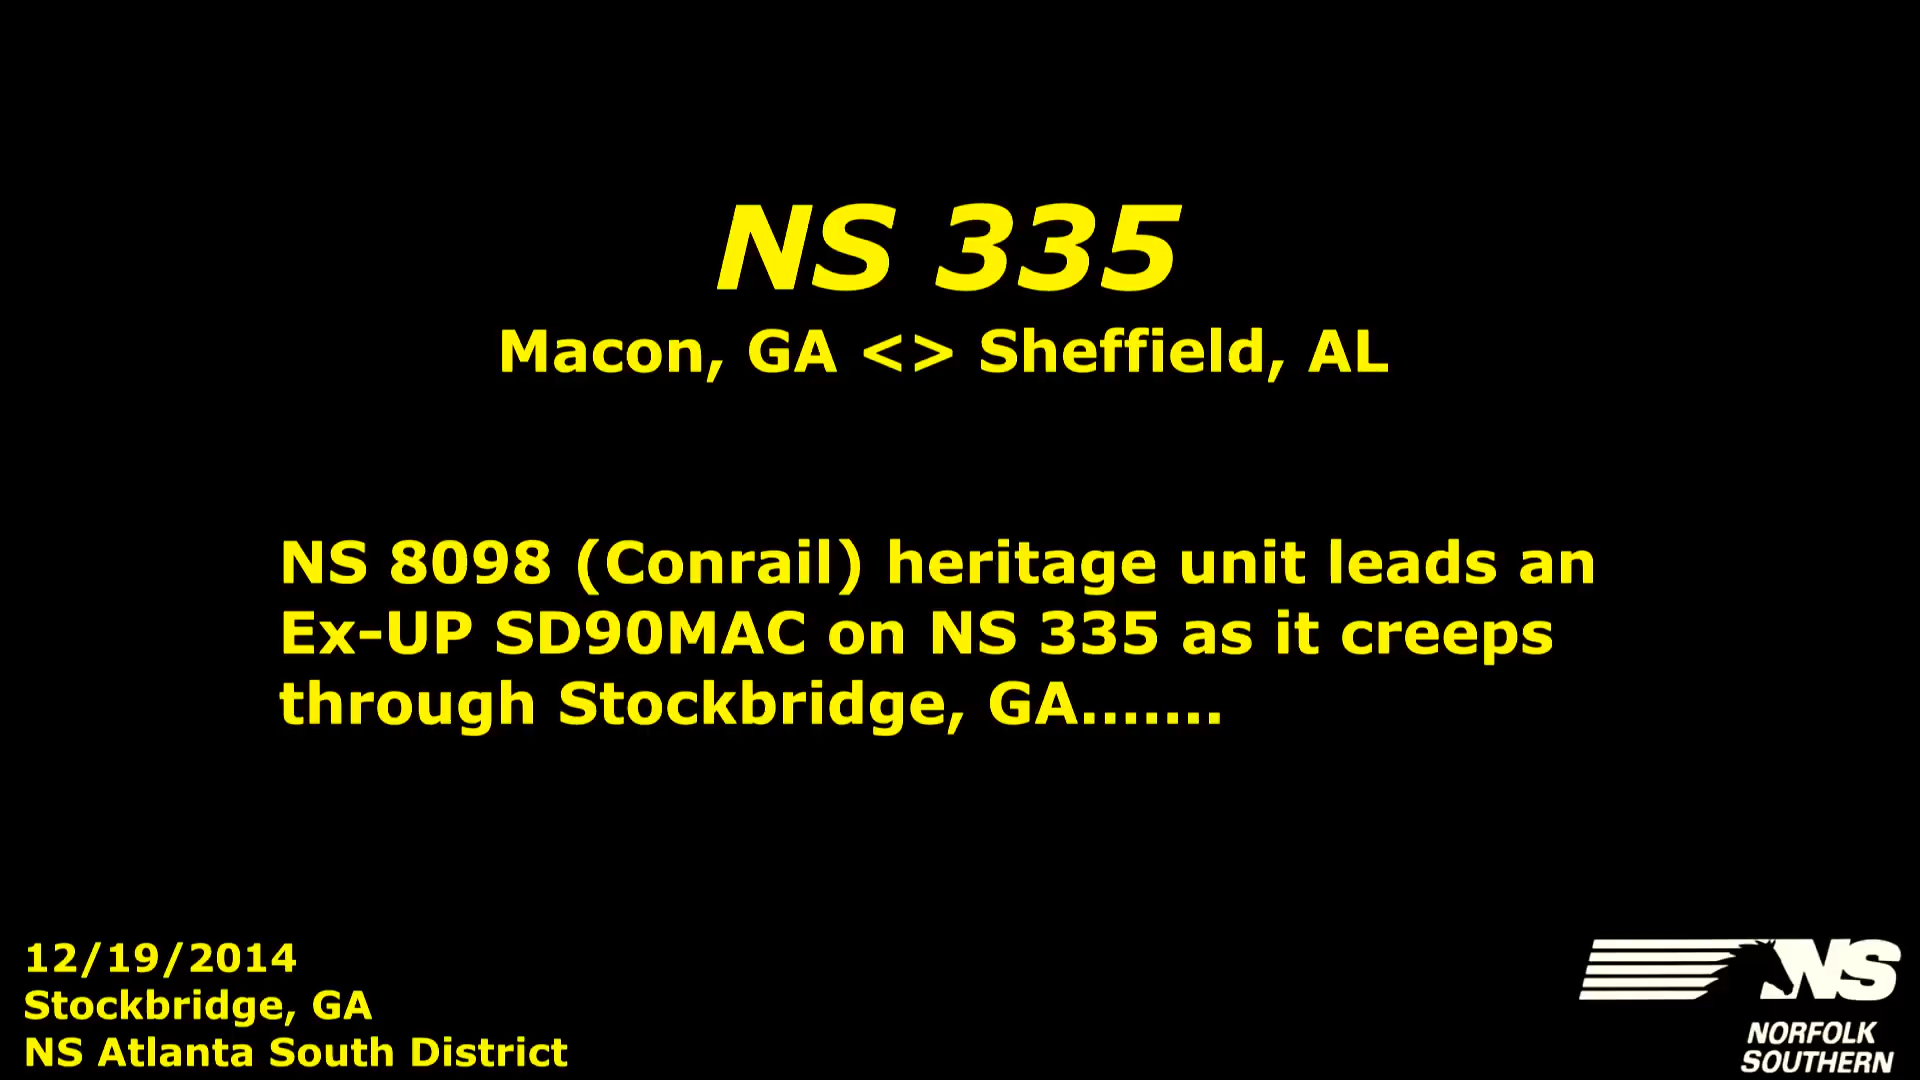 NS 335
Macon, GA <> Sheffield, AL
NS 8098 (Conrail) heritage unit leads an
Ex-UP SD90MAC on NS 335 as it creeps
through Stockbridge, GA.......
12/19/2014
Stockbridge, GA
NS Atlanta South District
NS
NORFOLK
SOUTHERN